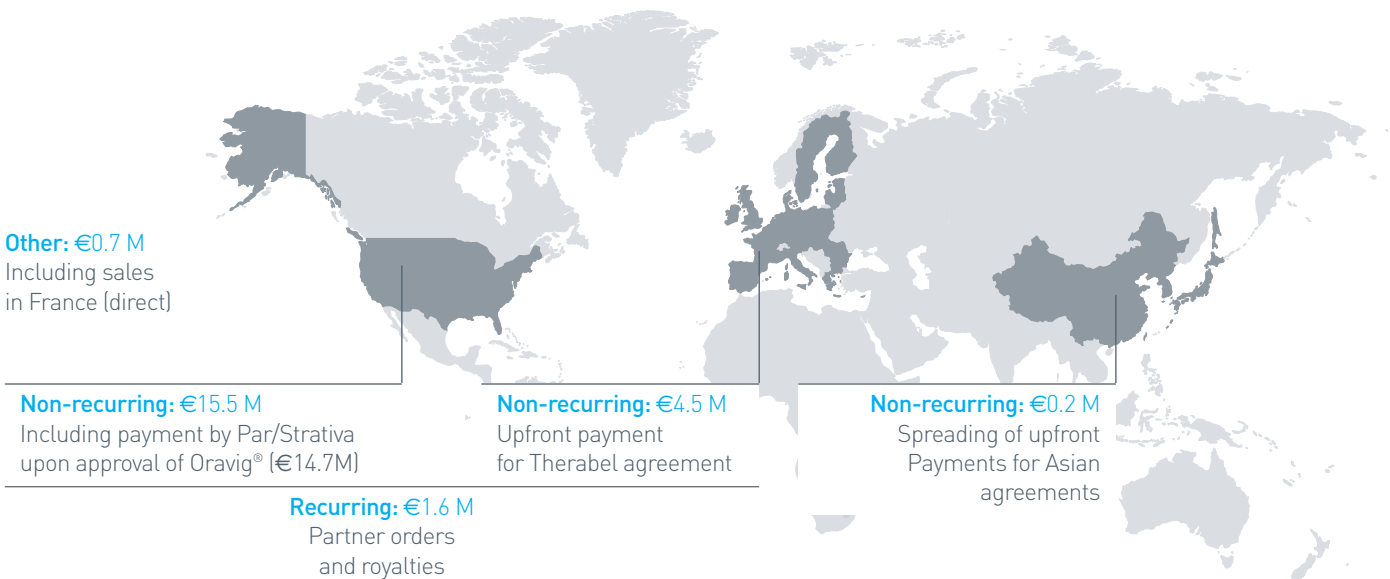 Other: €0.7 M
Including sales
in France (direct)
Non-recurring: €15.5 M
Including payment by Par/Strativa
upon approval of Oravig® (€14.7M)
Non-recurring: €4.5 M
Upfront payment
for Therabel agreement
Non-recurring: €0.2 M
Spreading of upfront
Payments for Asian
agreements
Recurring: €1.6 M
Partner orders
and royalties